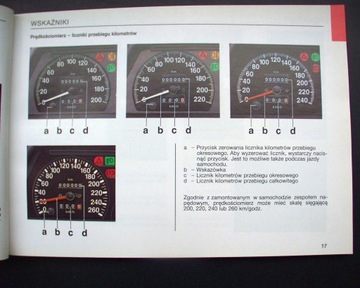 WSKAŹNIKI
Prędkościomierz – liczniki przebiegu kilometrów
a b c d
a b c d
a b c d
a – Przycisk zerowania licznika kilometrów przebiegu
okresowego. Aby wyzerować licznik, wystarczy nacis-
nąć przycisk. Jest to możliwe także podczas jazdy
samochodu.
b – Wskazówka
c – Licznik kilometrów przebiegu okresowego
d – Licznik kilometrów przebiegu całkowitego
Zgodnie z zamontowanym w samochodzie zespołem na-
pędowym, prędkościomierz może mieć skalę sięgającą
200, 220, 240 lub 260 km/godz.
a b c d
17